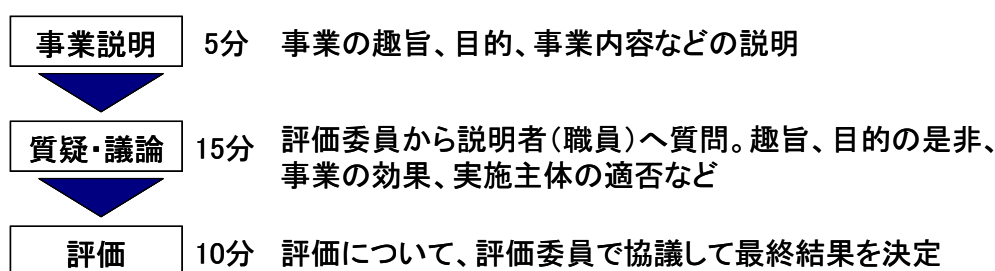 事業説明 5分 事業の趣旨、目的、事業内容などの説明
質疑・議論 15分 評価委員から説明者(職員)へ質問。趣旨、目的の是非、
事業の効果、実施主体の適否など
評価 10分 評価について、評価委員で協議して最終結果を決定